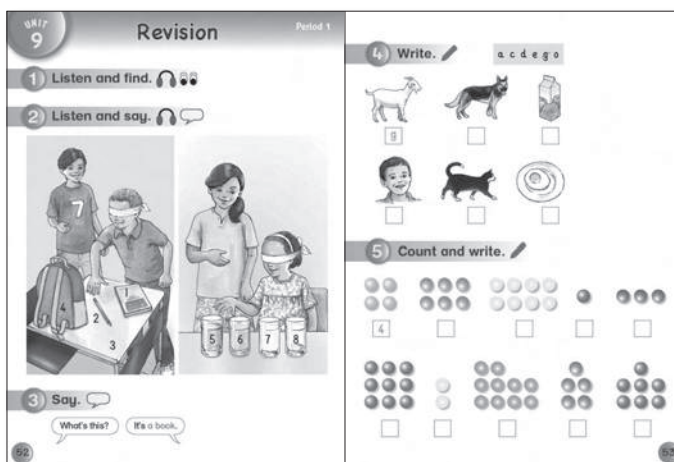 UNIT
9
Revision
Period 1
1 Listen and find.
2 Listen and say.
7
4
2
3
5 6 7 8
3 Say.
What's this? It's a book.
52
4 Write.
a c d e g o
g
5 Count and write.
4
53